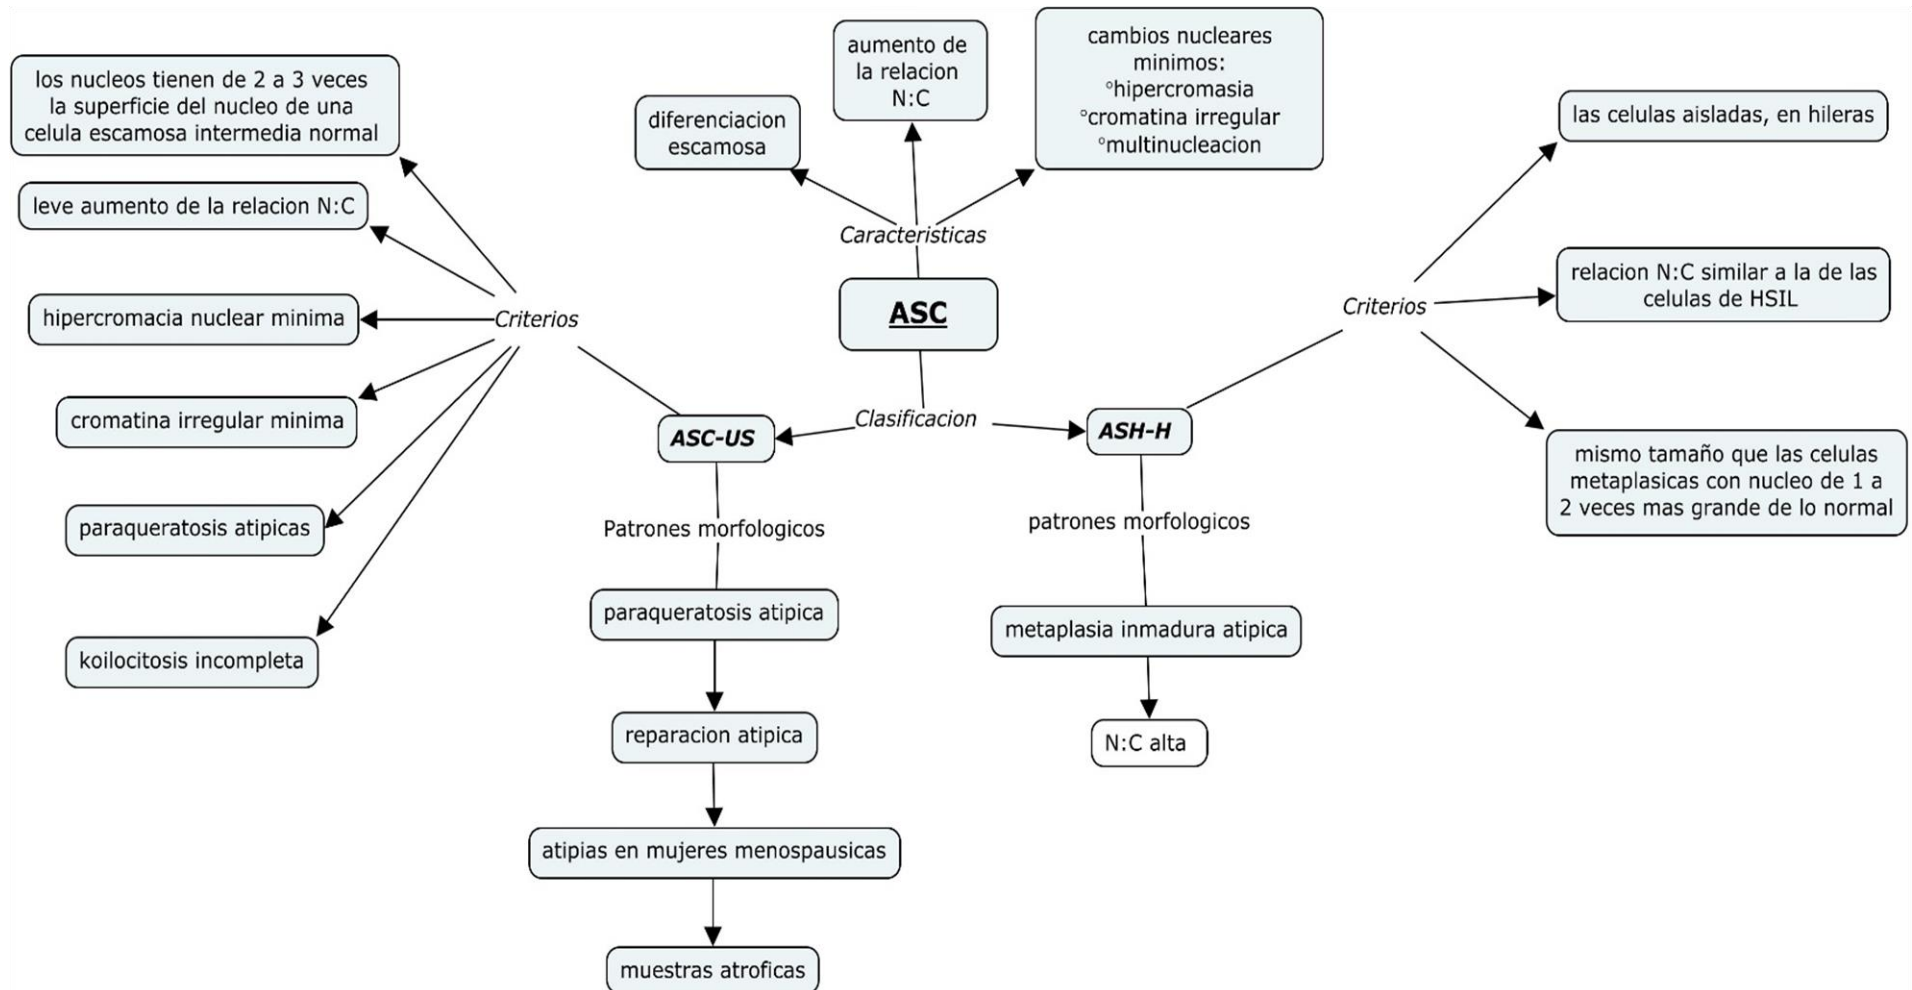 los nucleos tienen de 2 a 3 veces
la superficie del nucleo de una
celula escamosa intermedia normal
leve aumento de la relacion N:C
hipercromacia nuclear minima
cromatina irregular minima
paraqueratosis atipicas
koilocitosis incompleta
Criterios
diferenciacion
escamosa
aumento de
la relacion
N:C
cambios nucleares
minimos:
°hipercromasia
°cromatina irregular
°multinucleacion
Caracteristicas
ASC
Clasificacion
ASC-US
ASH-H
Patrones morfologicos
paraqueratosis atipica
reparacion atipica
atipias en mujeres menospausicas
muestras atroficas
patrones morfologicos
metaplasia inmadura atipica
N:C alta
Criterios
las celulas aisladas, en hileras
relacion N:C similar a la de las
celulas de HSIL
mismo tamaño que las celulas
metaplasicas con nucleo de 1 a
2 veces mas grande de lo normal